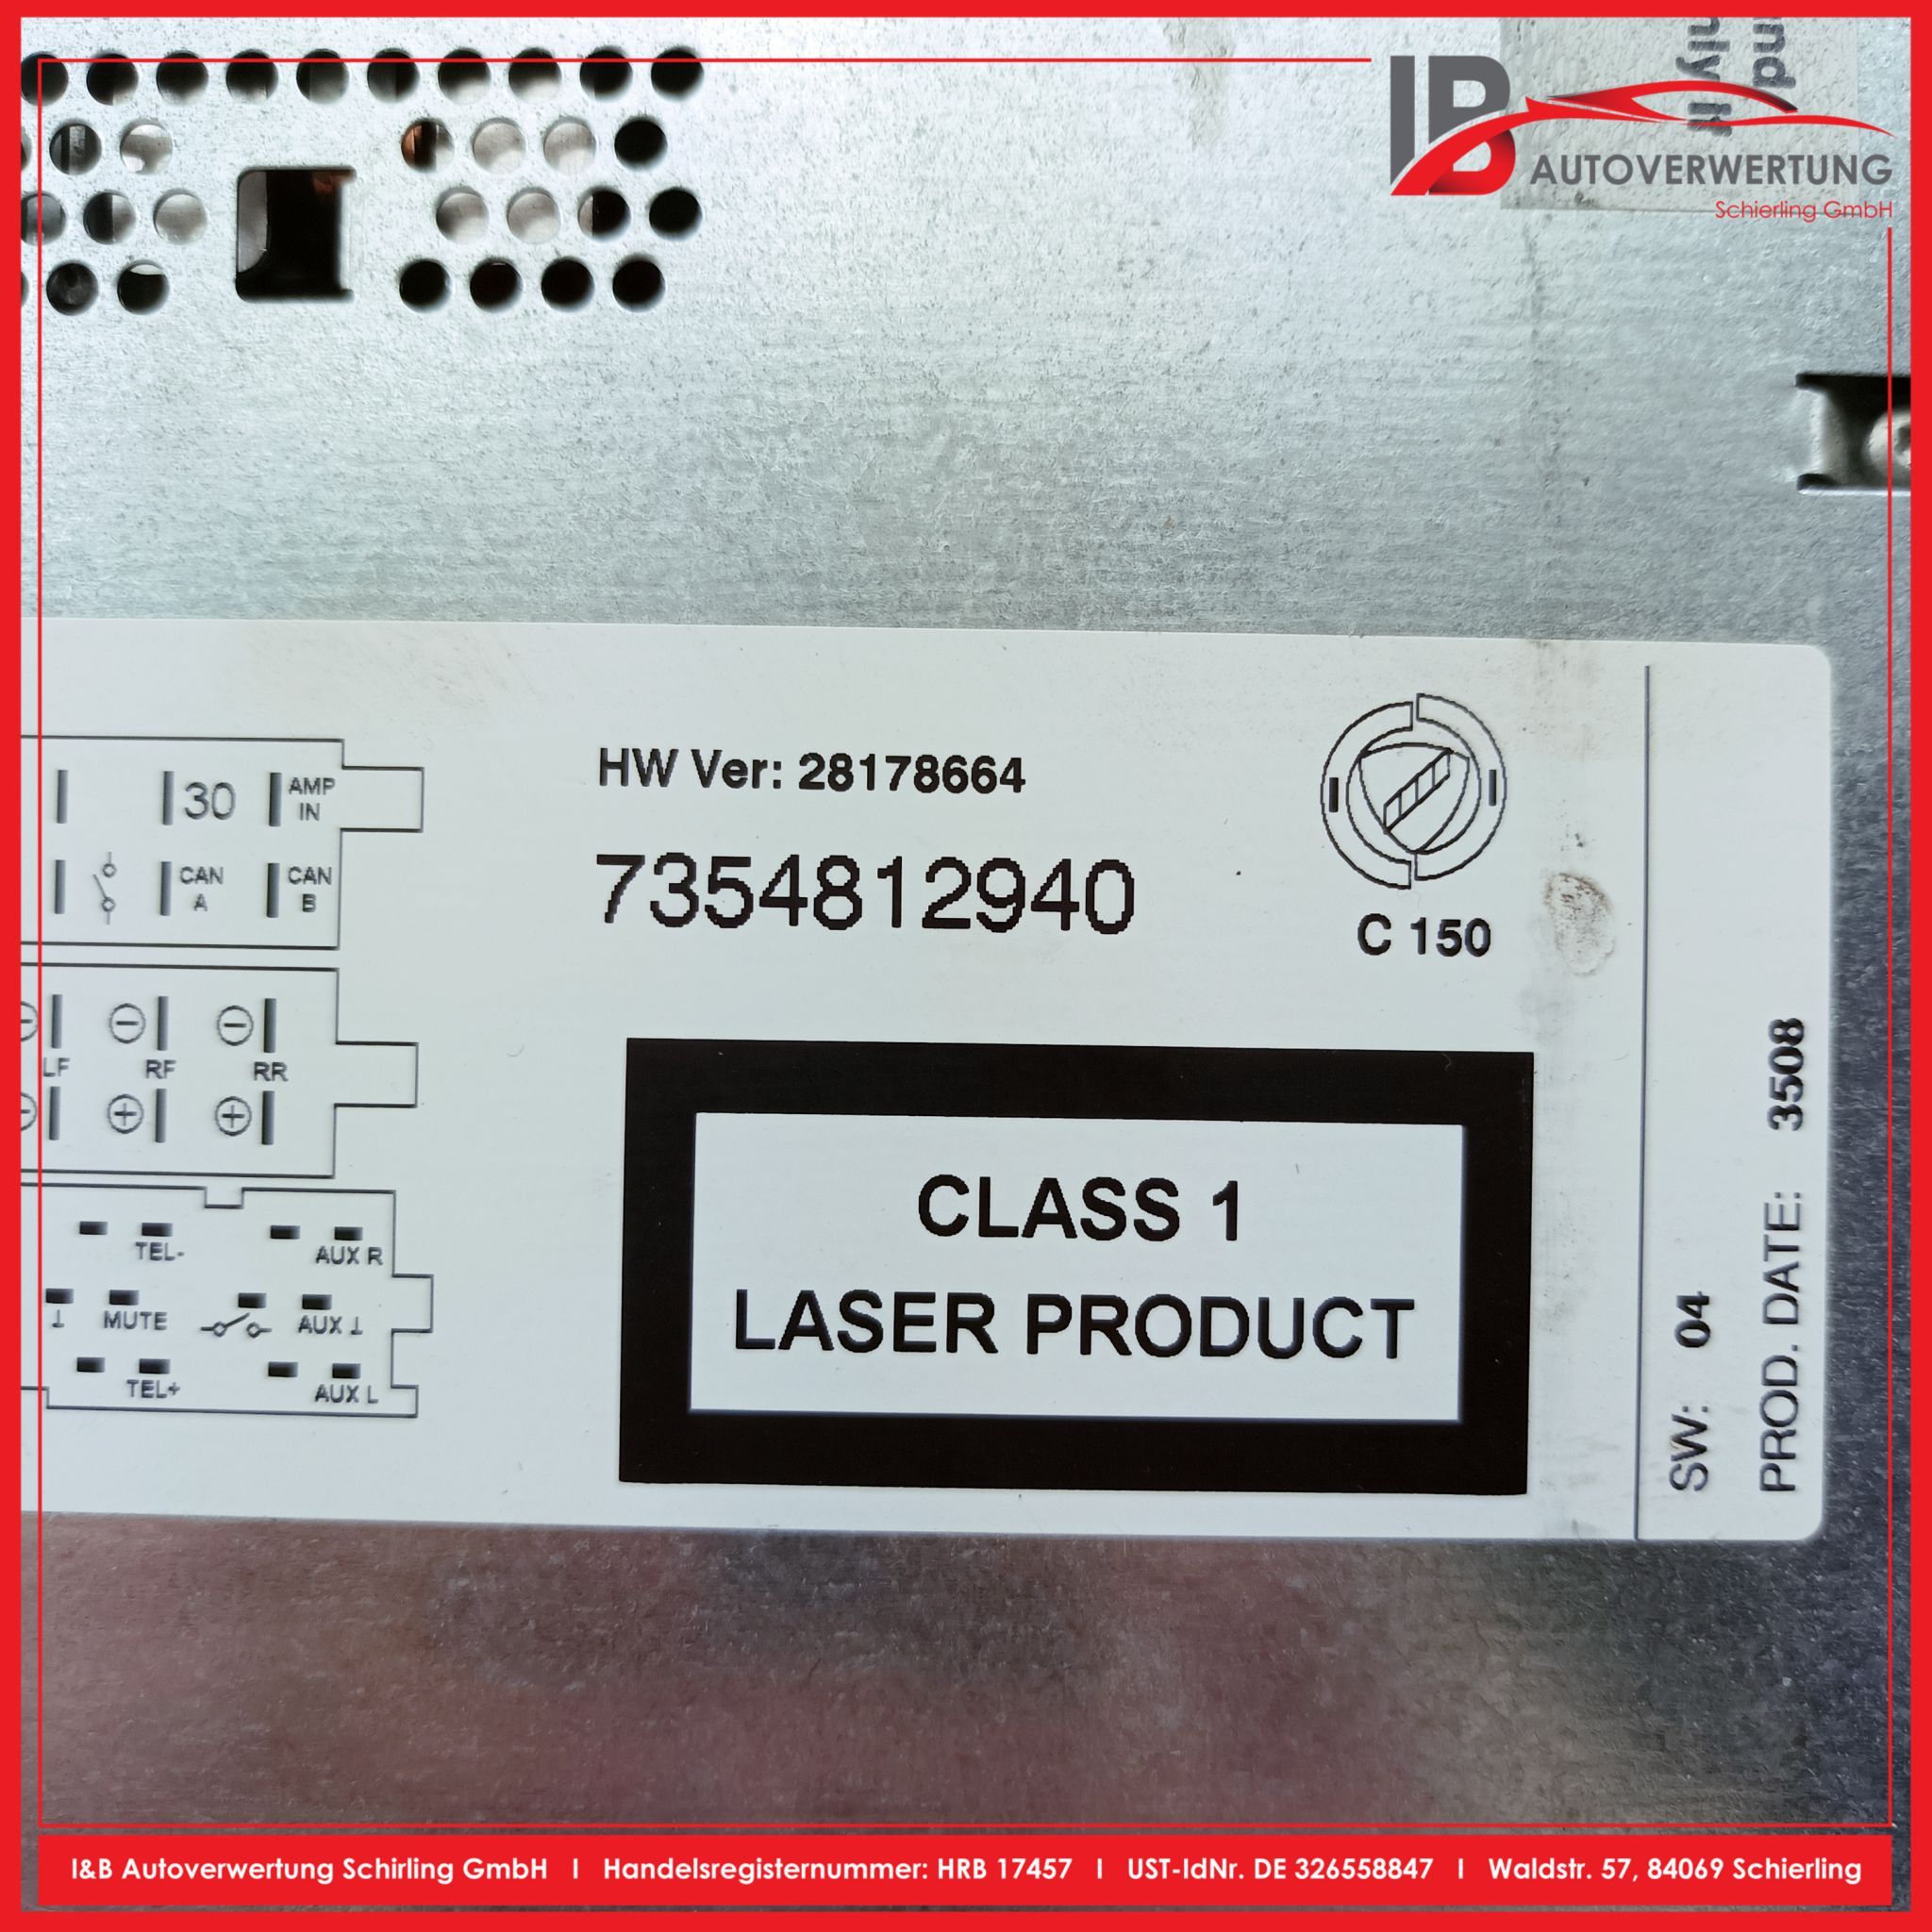 IB
AUTOVERWERTUNG
Schierling GmbH
HW Ver: 28178664
7354812940
C 150
30
AMP
IN
CAN
A
CAN
B
LF
RF
RR
TEL-
AUX R
MUTE
AUX ⊥
TEL+
AUX L
CLASS 1
LASER PRODUCT
SW: 04
PROD. DATE: 3508
I&B Autoverwertung Schirling GmbH I Handelsregisternummer: HRB 17457 I UST-IdNr. DE 326558847 I Waldstr. 57, 84069 Schierling